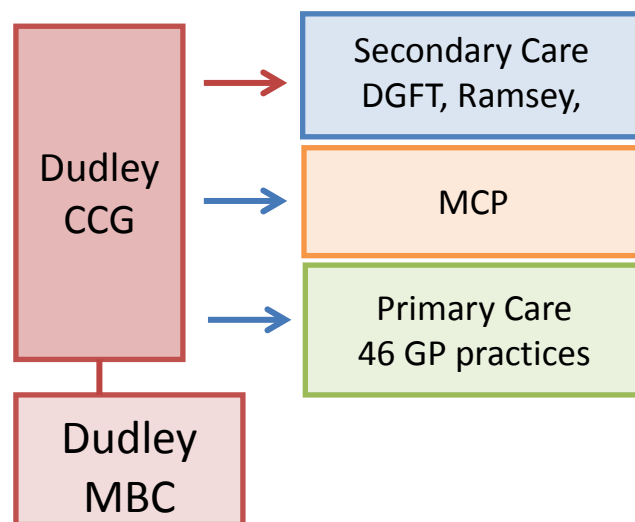 Dudley
CCG
Secondary Care
DGFT, Ramsey,
MCP
Primary Care
46 GP practices
Dudley
MBC